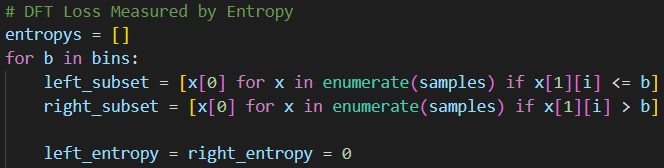 # DFT Loss Measured by Entropy
entropys = []
for b in bins:
    left_subset = [x[0] for x in enumerate(samples) if x[1][i] <= b]
    right_subset = [x[0] for x in enumerate(samples) if x[1][i] > b]
    left_entropy = right_entropy = 0